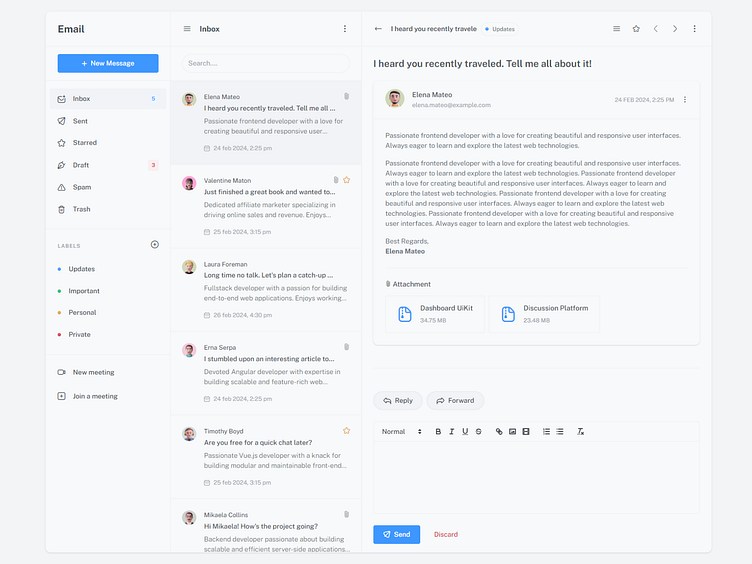 Email
+ New Message
Inbox 5
Sent
Starred
Draft 3
Spam
Trash
LABELS
Updates
Important
Personal
Private
New meeting
Join a meeting
Inbox
Search...
Elena Mateo
I heard you recently traveled. Tell me all ...
Passionate frontend developer with a love for
creating beautiful and responsive user...
24 feb 2024, 2:25 pm
Valentine Maton
Just finished a great book and wanted to...
Dedicated affiliate marketer specializing in
driving online sales and revenue. Enjoys...
25 feb 2024, 3:15 pm
Laura Foreman
Long time no talk. Let's plan a catch-up ...
Fullstack developer with a passion for building
end-to-end web applications. Enjoys working...
26 feb 2024, 4:30 pm
Erna Serpa
I stumbled upon an interesting article to...
Devoted Angular developer with expertise in
building scalable and feature-rich web...
24 feb 2024, 2:25 pm
Timothy Boyd
Are you free for a quick chat later?
Passionate Vue.js developer with a knack for
building modular and maintainable front-end...
25 feb 2024, 3:15 pm
Mikaela Collins
Hi Mikaela! How's the project going?
Backend developer passionate about building
scalable and efficient server-side applications...
I heard you recently travele
Updates
I heard you recently traveled. Tell me all about it!
Elena Mateo
elena.mateo@example.com
24 FEB 2024, 2:25 PM
Passionate frontend developer with a love for creating beautiful and responsive user interfaces.
Always eager to learn and explore the latest web technologies.
Passionate frontend developer with a love for creating beautiful and responsive user interfaces.
Always eager to learn and explore the latest web technologies. Passionate frontend developer
with a love for creating beautiful and responsive user interfaces. Always eager to learn and
explore the latest web technologies. Passionate frontend developer with a love for creating
beautiful and responsive user interfaces. Always eager to learn and explore the latest web
technologies. Passionate frontend developer with a love for creating beautiful and responsive
user interfaces. Always eager to learn and explore the latest web technologies.
Best Regards,
Elena Mateo
Attachment
Dashboard UiKit
34.75 MB
Discussion Platform
23.48 MB
Reply
Forward
Normal
B I U S
Send
Discard